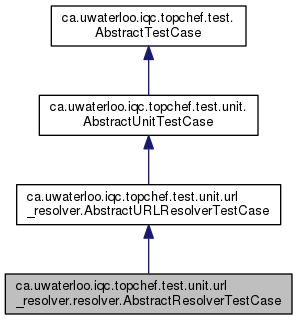 ca.uwaterloo.iqc.topchef.test.
AbstractTestCase
ca.uwaterloo.iqc.topchef.test.unit.
AbstractUnitTestCase
ca.uwaterloo.iqc.topchef.test.unit.url
_resolver.AbstractURLResolverTestCase
ca.uwaterloo.iqc.topchef.test.unit.url
_resolver.resolver.AbstractResolverTestCase